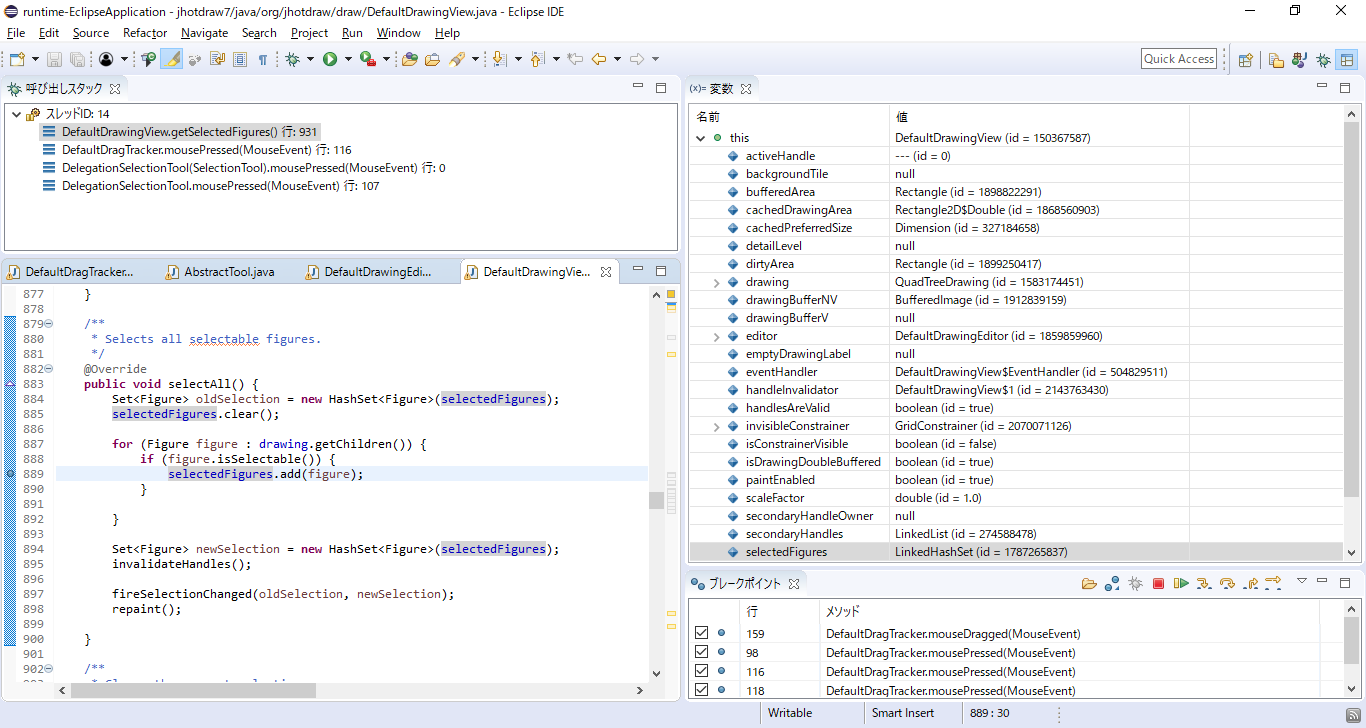 runtime-EclipseApplication - jhotdraw7/java/org/jhotdraw/draw/DefaultDrawingView.java - Eclipse IDE
File Edit Source Refactor Navigate Search Project Run Window Help
Quick Access
呼び出しスタック
スレッドID: 14
DefaultDrawingView.getSelectedFigures() 行: 931
DefaultDragTracker.mousePressed(MouseEvent) 行: 116
DelegationSelectionTool(SelectionTool).mousePressed(MouseEvent) 行: 0
DelegationSelectionTool.mousePressed(MouseEvent) 行: 107
DefaultDragTracker... AbstractTool.java DefaultDrawingEdi... DefaultDrawingVie...
877 }
878
879 /**
880 * Selects all selectable figures.
881 */
882 @Override
883 public void selectAll() {
884 Set<Figure> oldSelection = new HashSet<Figure>(selectedFigures);
885 selectedFigures.clear();
886
887 for (Figure figure : drawing.getChildren()) {
888 if (figure.isSelectable()) {
889 selectedFigures.add(figure);
890 }
891
892 }
893
894 Set<Figure> newSelection = new HashSet<Figure>(selectedFigures);
895 invalidateHandles();
896
897 fireSelectionChanged(oldSelection, newSelection);
898 repaint();
899
900 }
901
902 /**
(x)= 変数
名前 値
this DefaultDrawingView (id = 150367587)
activeHandle --- (id = 0)
backgroundTile null
bufferedArea Rectangle (id = 1898822291)
cachedDrawingArea Rectangle2D$Double (id = 1868560903)
cachedPreferredSize Dimension (id = 327184658)
detailLevel null
dirtyArea Rectangle (id = 1899250417)
drawing QuadTreeDrawing (id = 1583174451)
drawingBufferNV BufferedImage (id = 1912839159)
drawingBufferV null
editor DefaultDrawingEditor (id = 1859859960)
emptyDrawingLabel null
eventHandler DefaultDrawingView$EventHandler (id = 504829511)
handleInvalidator DefaultDrawingView$1 (id = 2143763430)
handlesAreValid boolean (id = true)
invisibleConstrainer GridConstrainer (id = 2070071126)
isConstrainerVisible boolean (id = false)
isDrawingDoubleBuffered boolean (id = true)
paintEnabled boolean (id = true)
scaleFactor double (id = 1.0)
secondaryHandleOwner null
secondaryHandles LinkedList (id = 274588478)
selectedFigures LinkedHashSet (id = 1787265837)
ブレークポイント
行 メソッド
159 DefaultDragTracker.mouseDragged(MouseEvent)
98 DefaultDragTracker.mousePressed(MouseEvent)
116 DefaultDragTracker.mousePressed(MouseEvent)
118 DefaultDragTracker.mousePressed(MouseEvent)
Writable Smart Insert 889 : 30